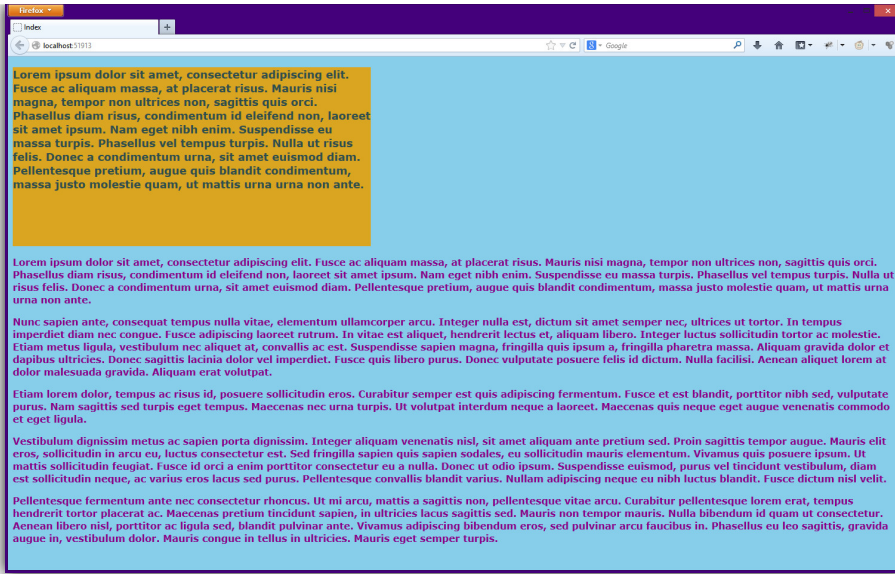 Firefox
Index
localhost:51913
Google
Lorem ipsum dolor sit amet, consectetur adipiscing elit.
Fusce ac aliquam massa, at placerat risus. Mauris nisi
magna, tempor non ultrices non, sagittis quis orci.
Phasellus diam risus, condimentum id eleifend non, laoreet
sit amet ipsum. Nam eget nibh enim. Suspendisse eu
massa turpis. Phasellus vel tempus turpis. Nulla ut risus
felis. Donec a condimentum urna, sit amet euismod diam.
Pellentesque pretium, augue quis blandit condimentum,
massa justo molestie quam, ut mattis urna urna non ante.
Lorem ipsum dolor sit amet, consectetur adipiscing elit. Fusce ac aliquam massa, at placerat risus. Mauris nisi magna, tempor non ultrices non, sagittis quis orci.
Phasellus diam risus, condimentum id eleifend non, laoreet sit amet ipsum. Nam eget nibh enim. Suspendisse eu massa turpis. Phasellus vel tempus turpis. Nulla ut
risus felis. Donec a condimentum urna, sit amet euismod diam. Pellentesque pretium, augue quis blandit condimentum, massa justo molestie quam, ut mattis urna
urna non ante.
Nunc sapien ante, consequat tempus nulla vitae, elementum ullamcorper arcu. Integer nulla est, dictum sit amet semper nec, ultrices ut tortor. In tempus
imperdiet diam nec congue. Fusce adipiscing laoreet rutrum. In vitae est aliquet, hendrerit lectus et, aliquam libero. Integer luctus sollicitudin tortor ac molestie.
Etiam metus ligula, vestibulum nec aliquet at, convallis ac est. Suspendisse sapien magna, fringilla quis ipsum a, fringilla pharetra massa. Aliquam gravida dolor et
dapibus ultricies. Donec sagittis lacinia dolor vel imperdiet. Fusce quis libero purus. Donec vulputate posuere felis id dictum. Nulla facilisi. Aenean aliquet lorem at
dolor malesuada gravida. Aliquam erat volutpat.
Etiam lorem dolor, tempus ac risus id, posuere sollicitudin eros. Curabitur semper est quis adipiscing fermentum. Fusce et est blandit, porttitor nibh sed, vulputate
purus. Nam sagittis sed turpis eget tempus. Maecenas nec urna turpis. Ut volutpat interdum neque a laoreet. Maecenas quis neque eget augue venenatis commodo
et eget ligula.
Vestibulum dignissim metus ac sapien porta dignissim. Integer aliquam venenatis nisl, sit amet aliquam ante pretium sed. Proin sagittis tempor augue. Mauris elit
eros, sollicitudin in arcu eu, luctus consectetur est. Sed fringilla sapien quis sapien sodales, eu sollicitudin mauris elementum. Vivamus quis posuere ipsum. Ut
mattis sollicitudin feugiat. Fusce id orci a enim porttitor consectetur eu a nulla. Donec ut odio ipsum. Suspendisse euismod, purus vel tincidunt vestibulum, diam
est sollicitudin neque, ac varius eros lacus sed purus. Pellentesque convallis blandit varius. Nullam adipiscing neque eu nibh luctus blandit. Fusce dictum nisl velit.
Pellentesque fermentum ante nec consectetur rhoncus. Ut mi arcu, mattis a sagittis non, pellentesque vitae arcu. Curabitur pellentesque lorem erat, tempus
hendrerit tortor placerat ac. Maecenas pretium tincidunt sapien, in ultricies lacus sagittis sed. Mauris non tempor mauris. Nulla bibendum id quam ut consectetur.
Aenean libero nisl, porttitor ac ligula sed, blandit pulvinar ante. Vivamus adipiscing bibendum eros, sed pulvinar arcu faucibus in. Phasellus eu leo sagittis, gravida
augue in, vestibulum dolor. Mauris congue in tellus in ultricies. Mauris eget semper turpis.